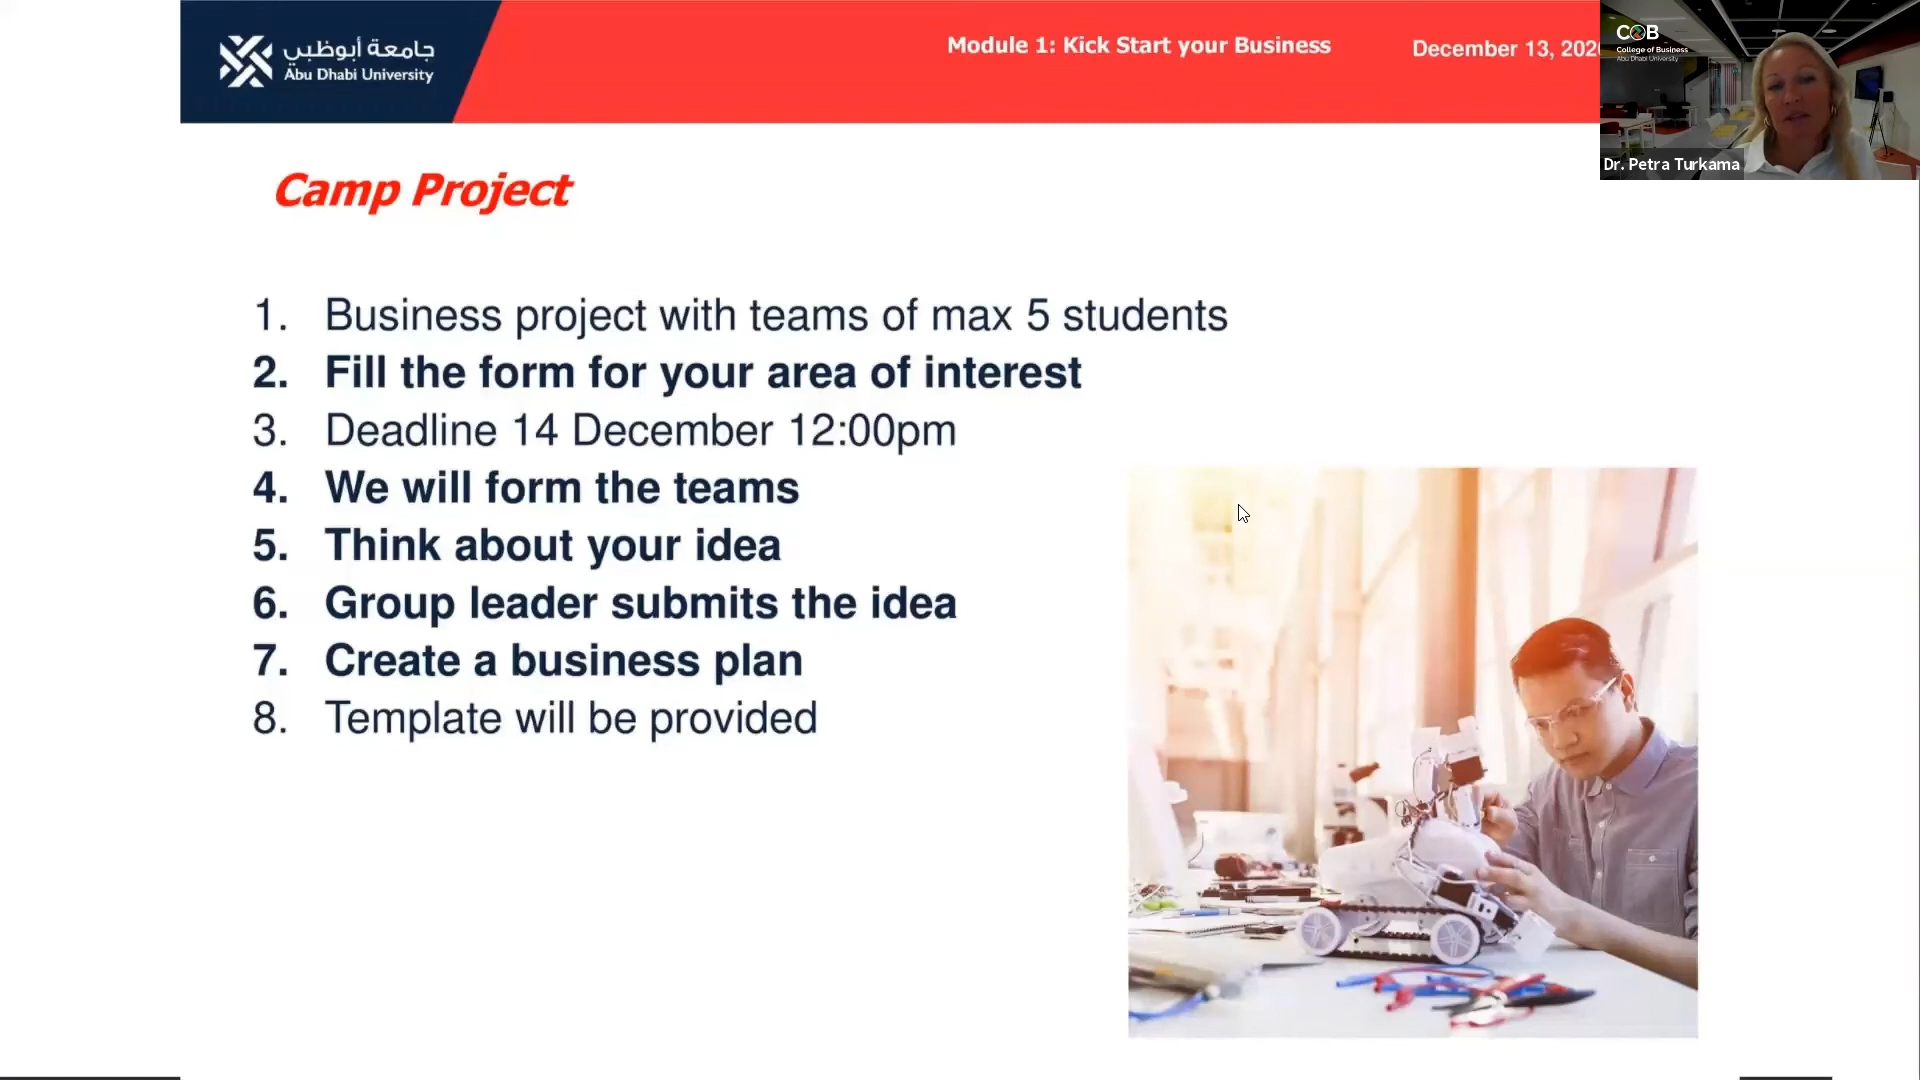 جامعة أبوظبي
Abu Dhabi University
Module 1: Kick Start your Business
December 13, 202
COB
College of Business
Abu Dhabi University
Dr. Petra Turkama
Camp Project
1. Business project with teams of max 5 students
2. Fill the form for your area of interest
3. Deadline 14 December 12:00pm
4. We will form the teams
5. Think about your idea
6. Group leader submits the idea
7. Create a business plan
8. Template will be provided